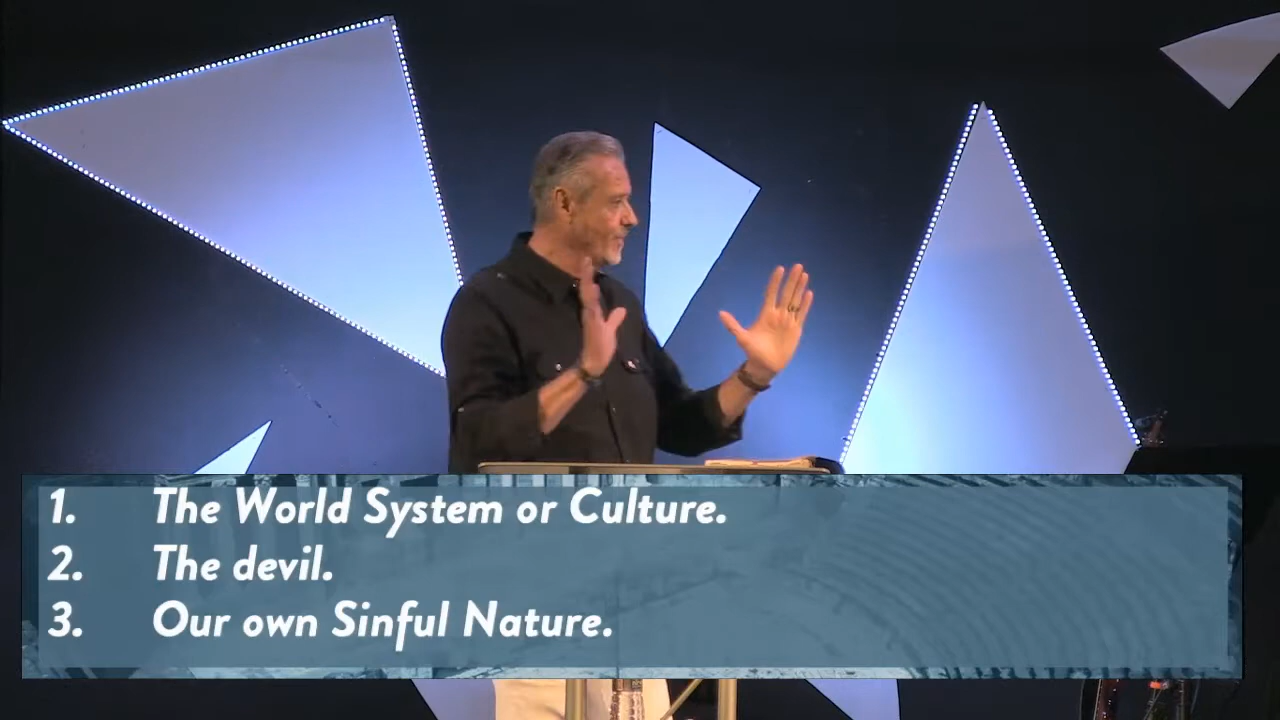 1. The World System or Culture.
2. The devil.
3. Our own Sinful Nature.